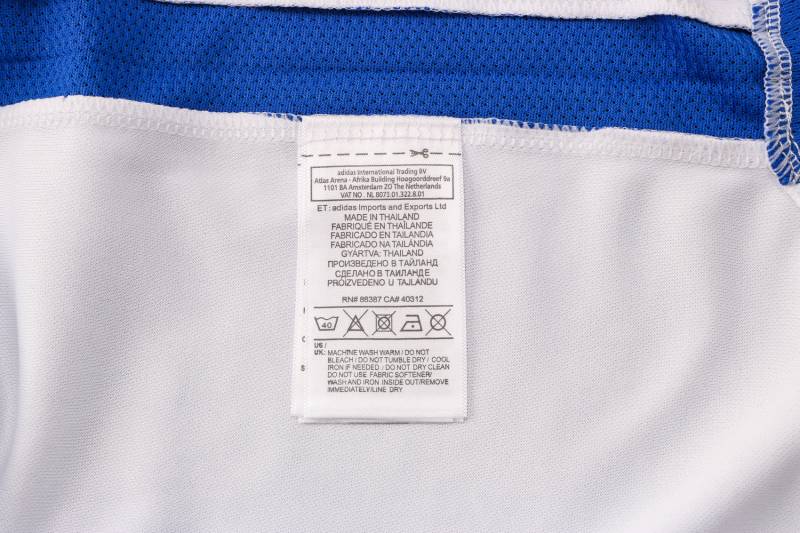 adidas International Trading BV
Atlas Arena - Afrika Building Hoogoorddreef 9a
1101 BA Amsterdam ZO The Netherlands
VAT NO . NL 8073.01.322.8.01
ET : adidas Imports and Exports Ltd
MADE IN THAILAND
FABRIQUÉ EN THAÏLANDE
FABRICADO EN TAILANDIA
FABRICADO NA TAILÂNDIA
GYÁRTVA; THAILAND
ПРОИЗВЕДЕНО В ТАЙЛАНД
СДЕЛАНО В ТАИЛАНДЕ
PROIZVEDENO U TAJLANDU
RN# 88387 CA# 40312
40
US /
UK: MACHINE WASH WARM / DO NOT
BLEACH / DO NOT TUMBLE DRY / COOL
IRON IF NEEDED / DO NOT DRY CLEAN
DO NOT USE FABRIC SOFTENER/
WASH AND IRON INSIDE OUT/REMOVE
IMMEDIATELY/LINE DRY